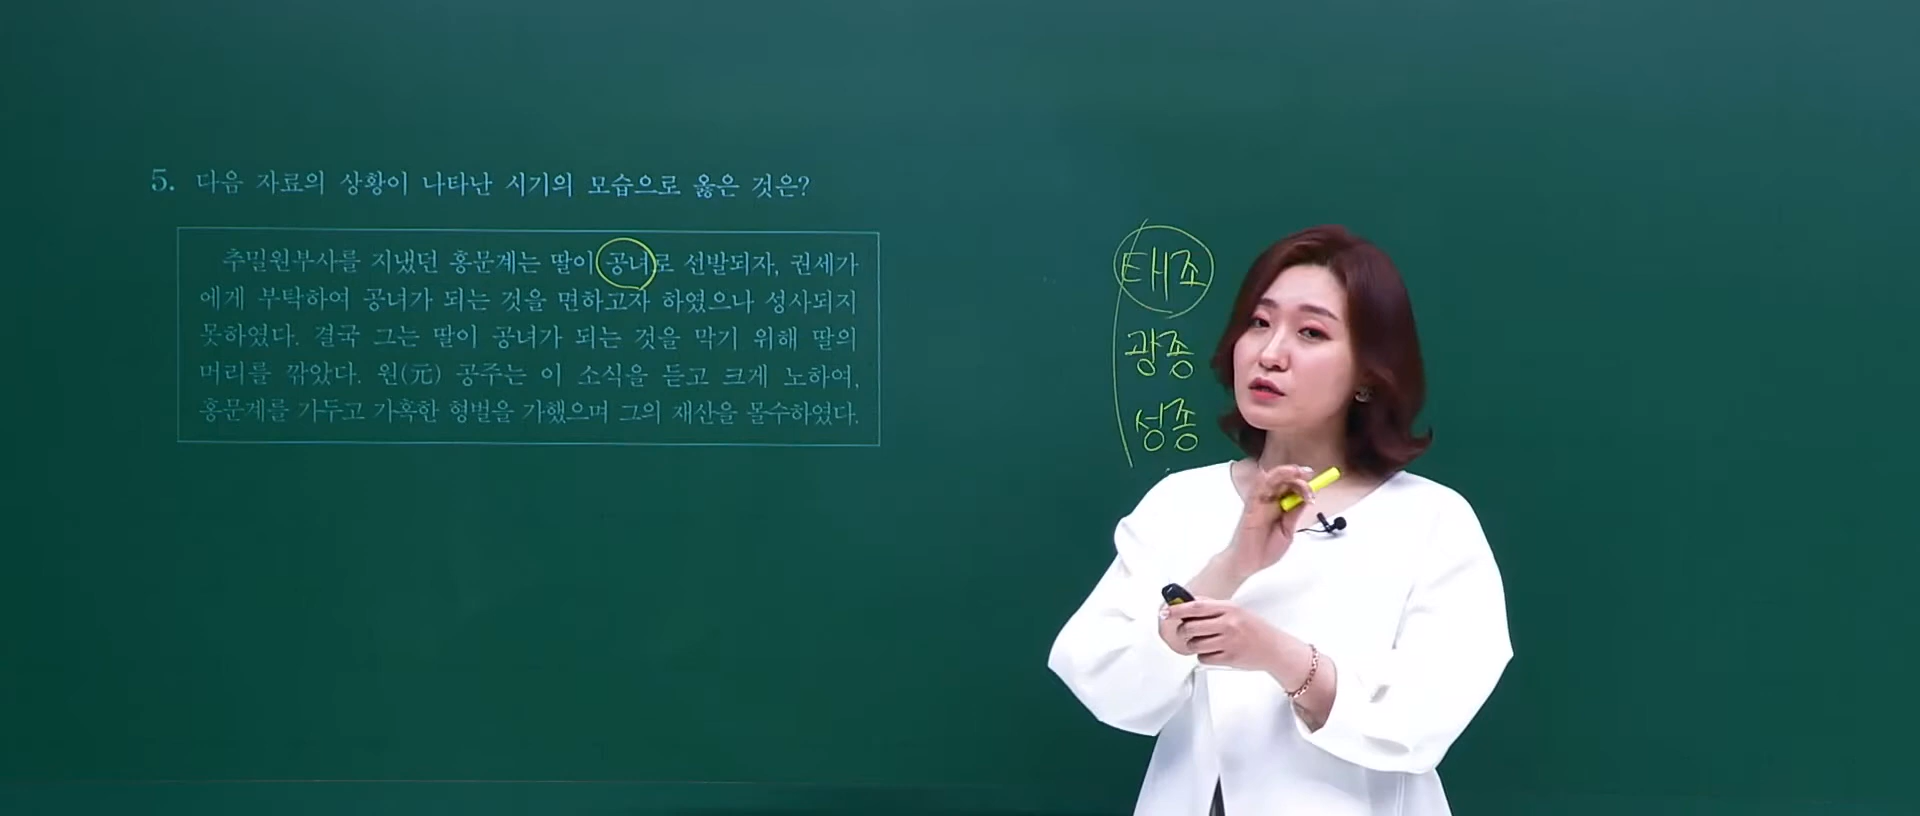 5. 다음 자료의 상황이 나타난 시기의 모습으로 옳은 것은?
추밀원부사를 지냈던 홍문계는 딸이 공녀로 선발되자, 권세가
에게 부탁하여 공녀가 되는 것을 면하고자 하였으나 성사되지
못하였다. 결국 그는 딸이 공녀가 되는 것을 막기 위해 딸의
머리를 깎았다. 원(元) 공주는 이 소식을 듣고 크게 노하여,
홍문계를 가두고 가혹한 형벌을 가했으며 그의 재산을 몰수하였다.
태조
광종
성종